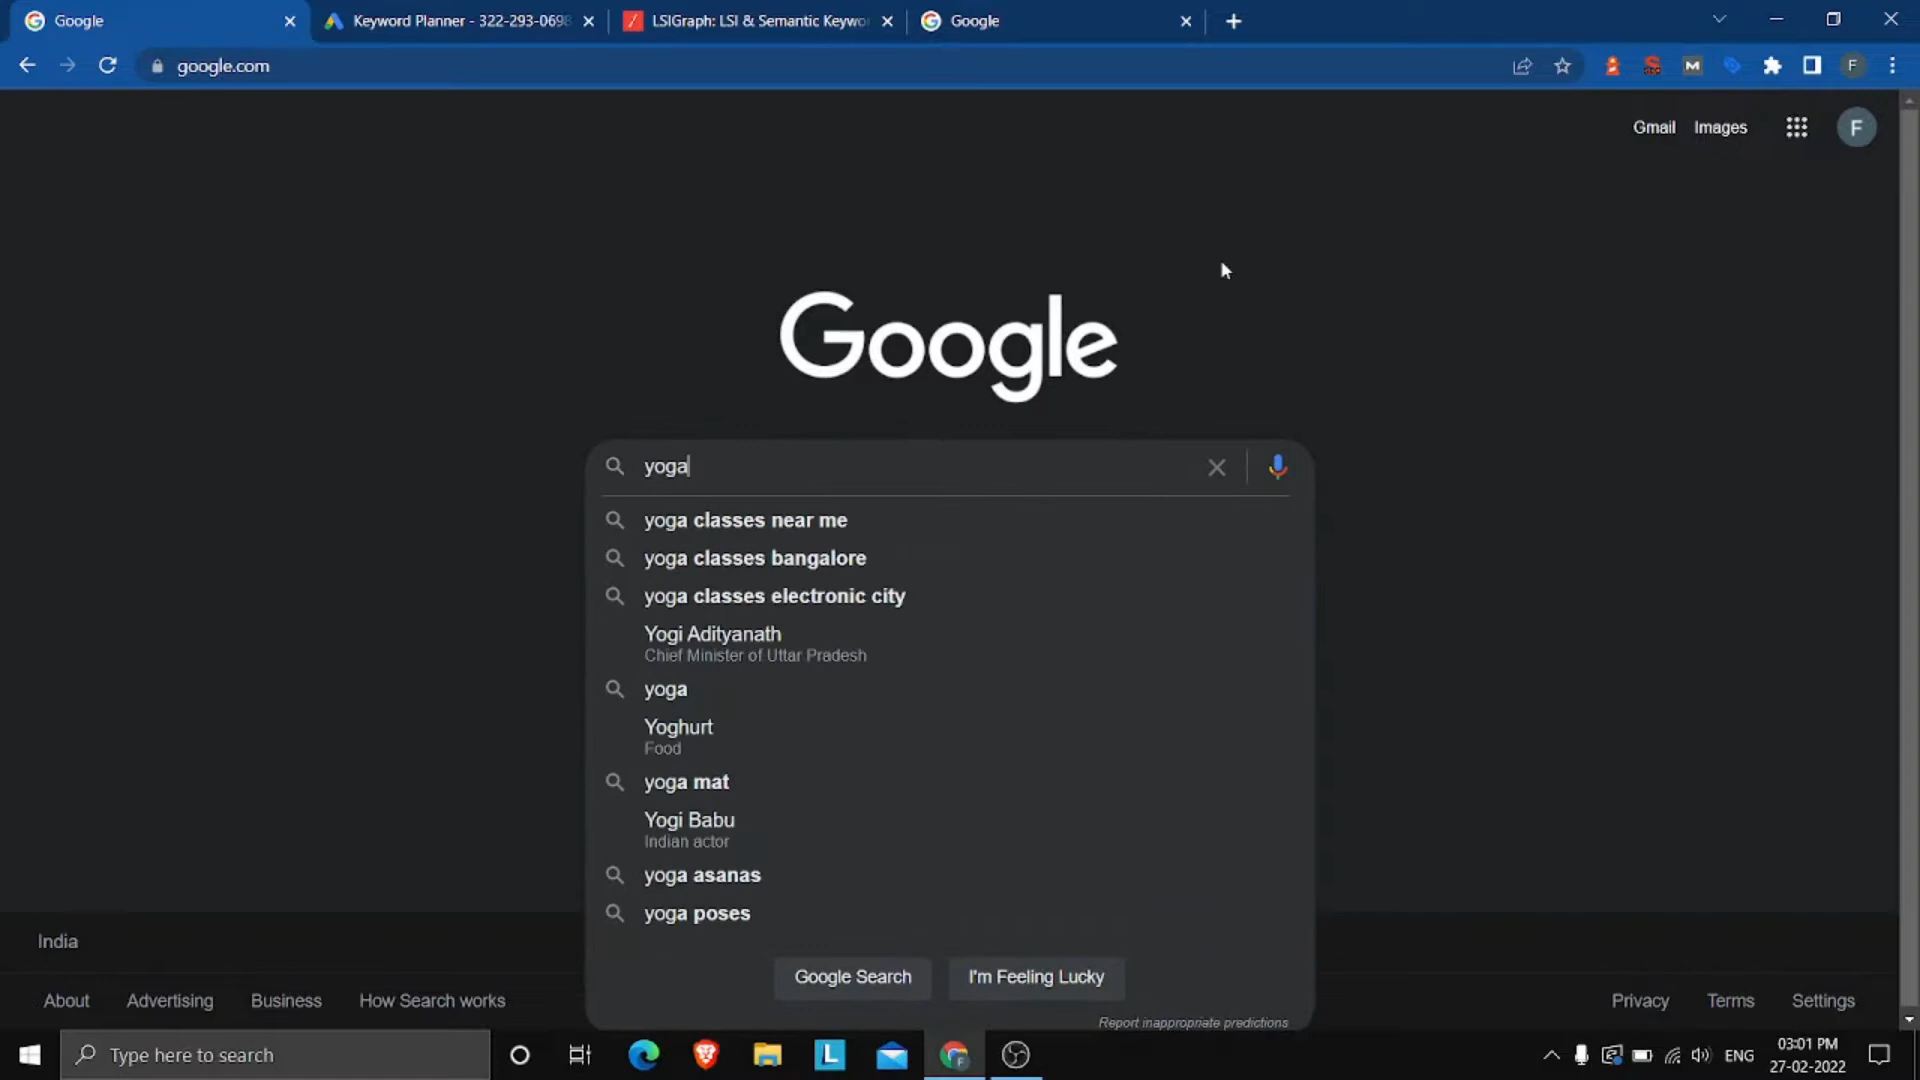 Google
Keyword Planner - 322-293-0698
LSIGraph: LSI & Semantic Keywo
Google
google.com
F
Gmail
Images
F
Google
yoga
yoga classes near me
yoga classes bangalore
yoga classes electronic city
Yogi Adityanath
Chief Minister of Uttar Pradesh
yoga
Yoghurt
Food
yoga mat
Yogi Babu
Indian actor
yoga asanas
yoga poses
Google Search
I'm Feeling Lucky
Report inappropriate predictions
India
About
Advertising
Business
How Search works
Privacy
Terms
Settings
Type here to search
L
ENG
03:01 PM
27-02-2022